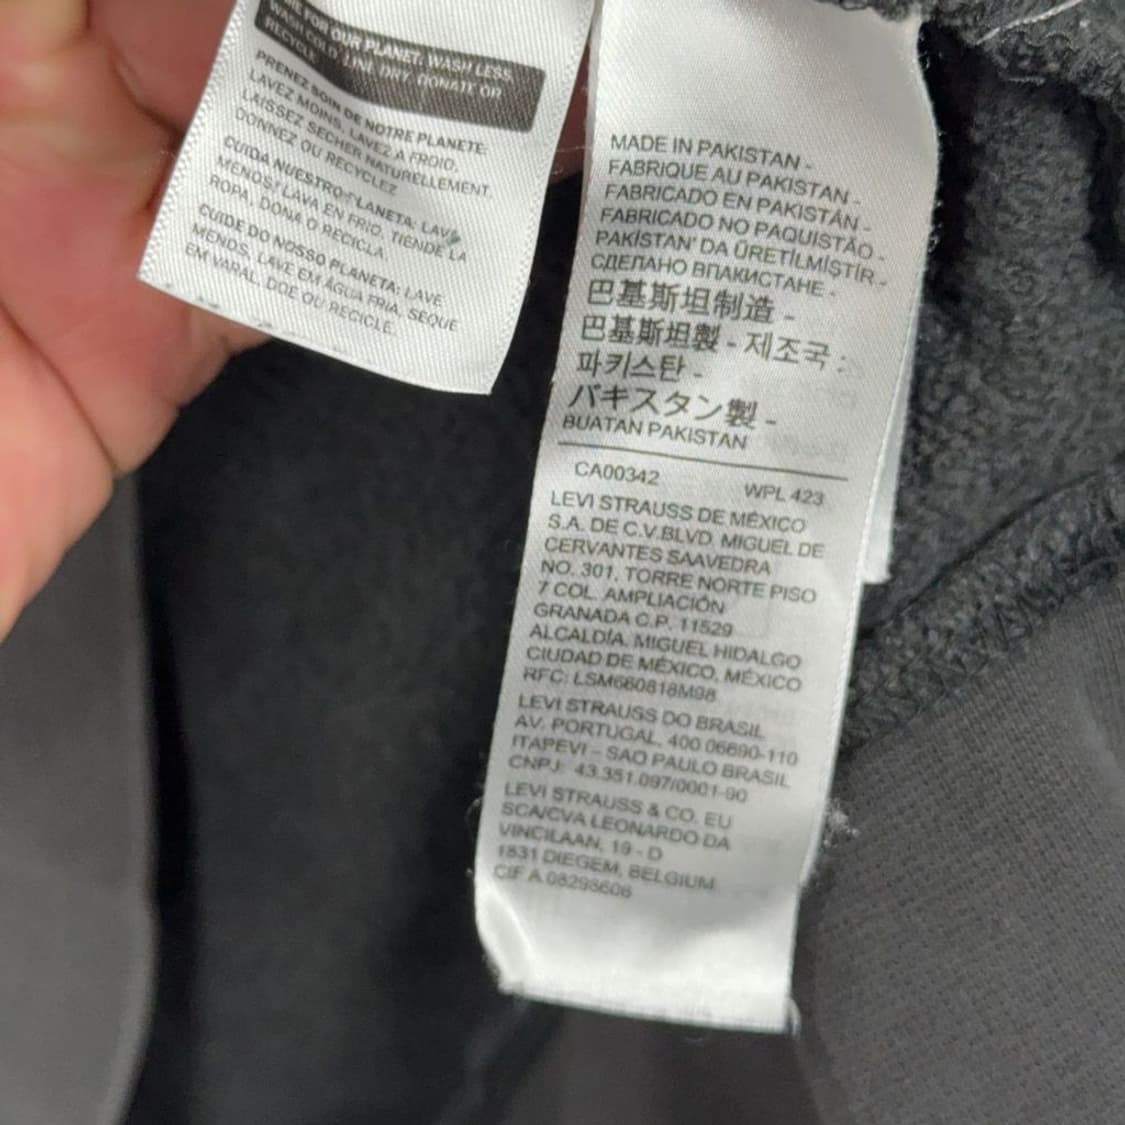 CARE FOR OUR PLANET: WASH LESS
WASH COLD, LINE DRY, DONATE OR
RECYCLE
PRENEZ SOIN DE NOTRE PLANETE:
LAVEZ MOINS, LAVEZ A FROID,
LAISSEZ SECHER NATURELLEMENT,
DONNEZ OU RECYCLEZ
CUIDA NUESTRO PLANETA: LAVA
MENOS, LAVA EN FRIO, TIENDE LA
ROPA, DONA O RECICLA.
CUIDE DO NOSSO PLANETA: LAVE
MENOS, LAVE EM ÁGUA FRIA, SEQUE
EM VARAL, DOE OU RECICLE.
MADE IN PAKISTAN -
FABRIQUE AU PAKISTAN -
FABRICADO EN PAKISTÁN -
FABRICADO NO PAQUISTÃO -
PAKİSTAN' DA ÜRETİLMİŞTİR -
СДЕЛАНО ВПАКИСТАНЕ -
巴基斯坦制造 -
巴基斯坦製 - 제조국 :
파키스탄 -
パキスタン製 -
BUATAN PAKISTAN
CA00342 WPL 423
LEVI STRAUSS DE MÉXICO
S.A. DE C.V.BLVD. MIGUEL DE
CERVANTES SAAVEDRA
NO. 301, TORRE NORTE PISO
7 COL. AMPLIACIÓN
GRANADA C.P. 11529
ALCALDÍA. MIGUEL HIDALGO
CIUDAD DE MÉXICO, MÉXICO
RFC: LSM660818M98
LEVI STRAUSS DO BRASIL
AV. PORTUGAL, 400 06690-110
ITAPEVI – SAO PAULO BRASIL
CNPJ: 43.351.097/0001-90
LEVI STRAUSS & CO. EU
SCA/CVA LEONARDO DA
VINCILAAN, 19 - D
1831 DIEGEM, BELGIUM
CIF A 08298606